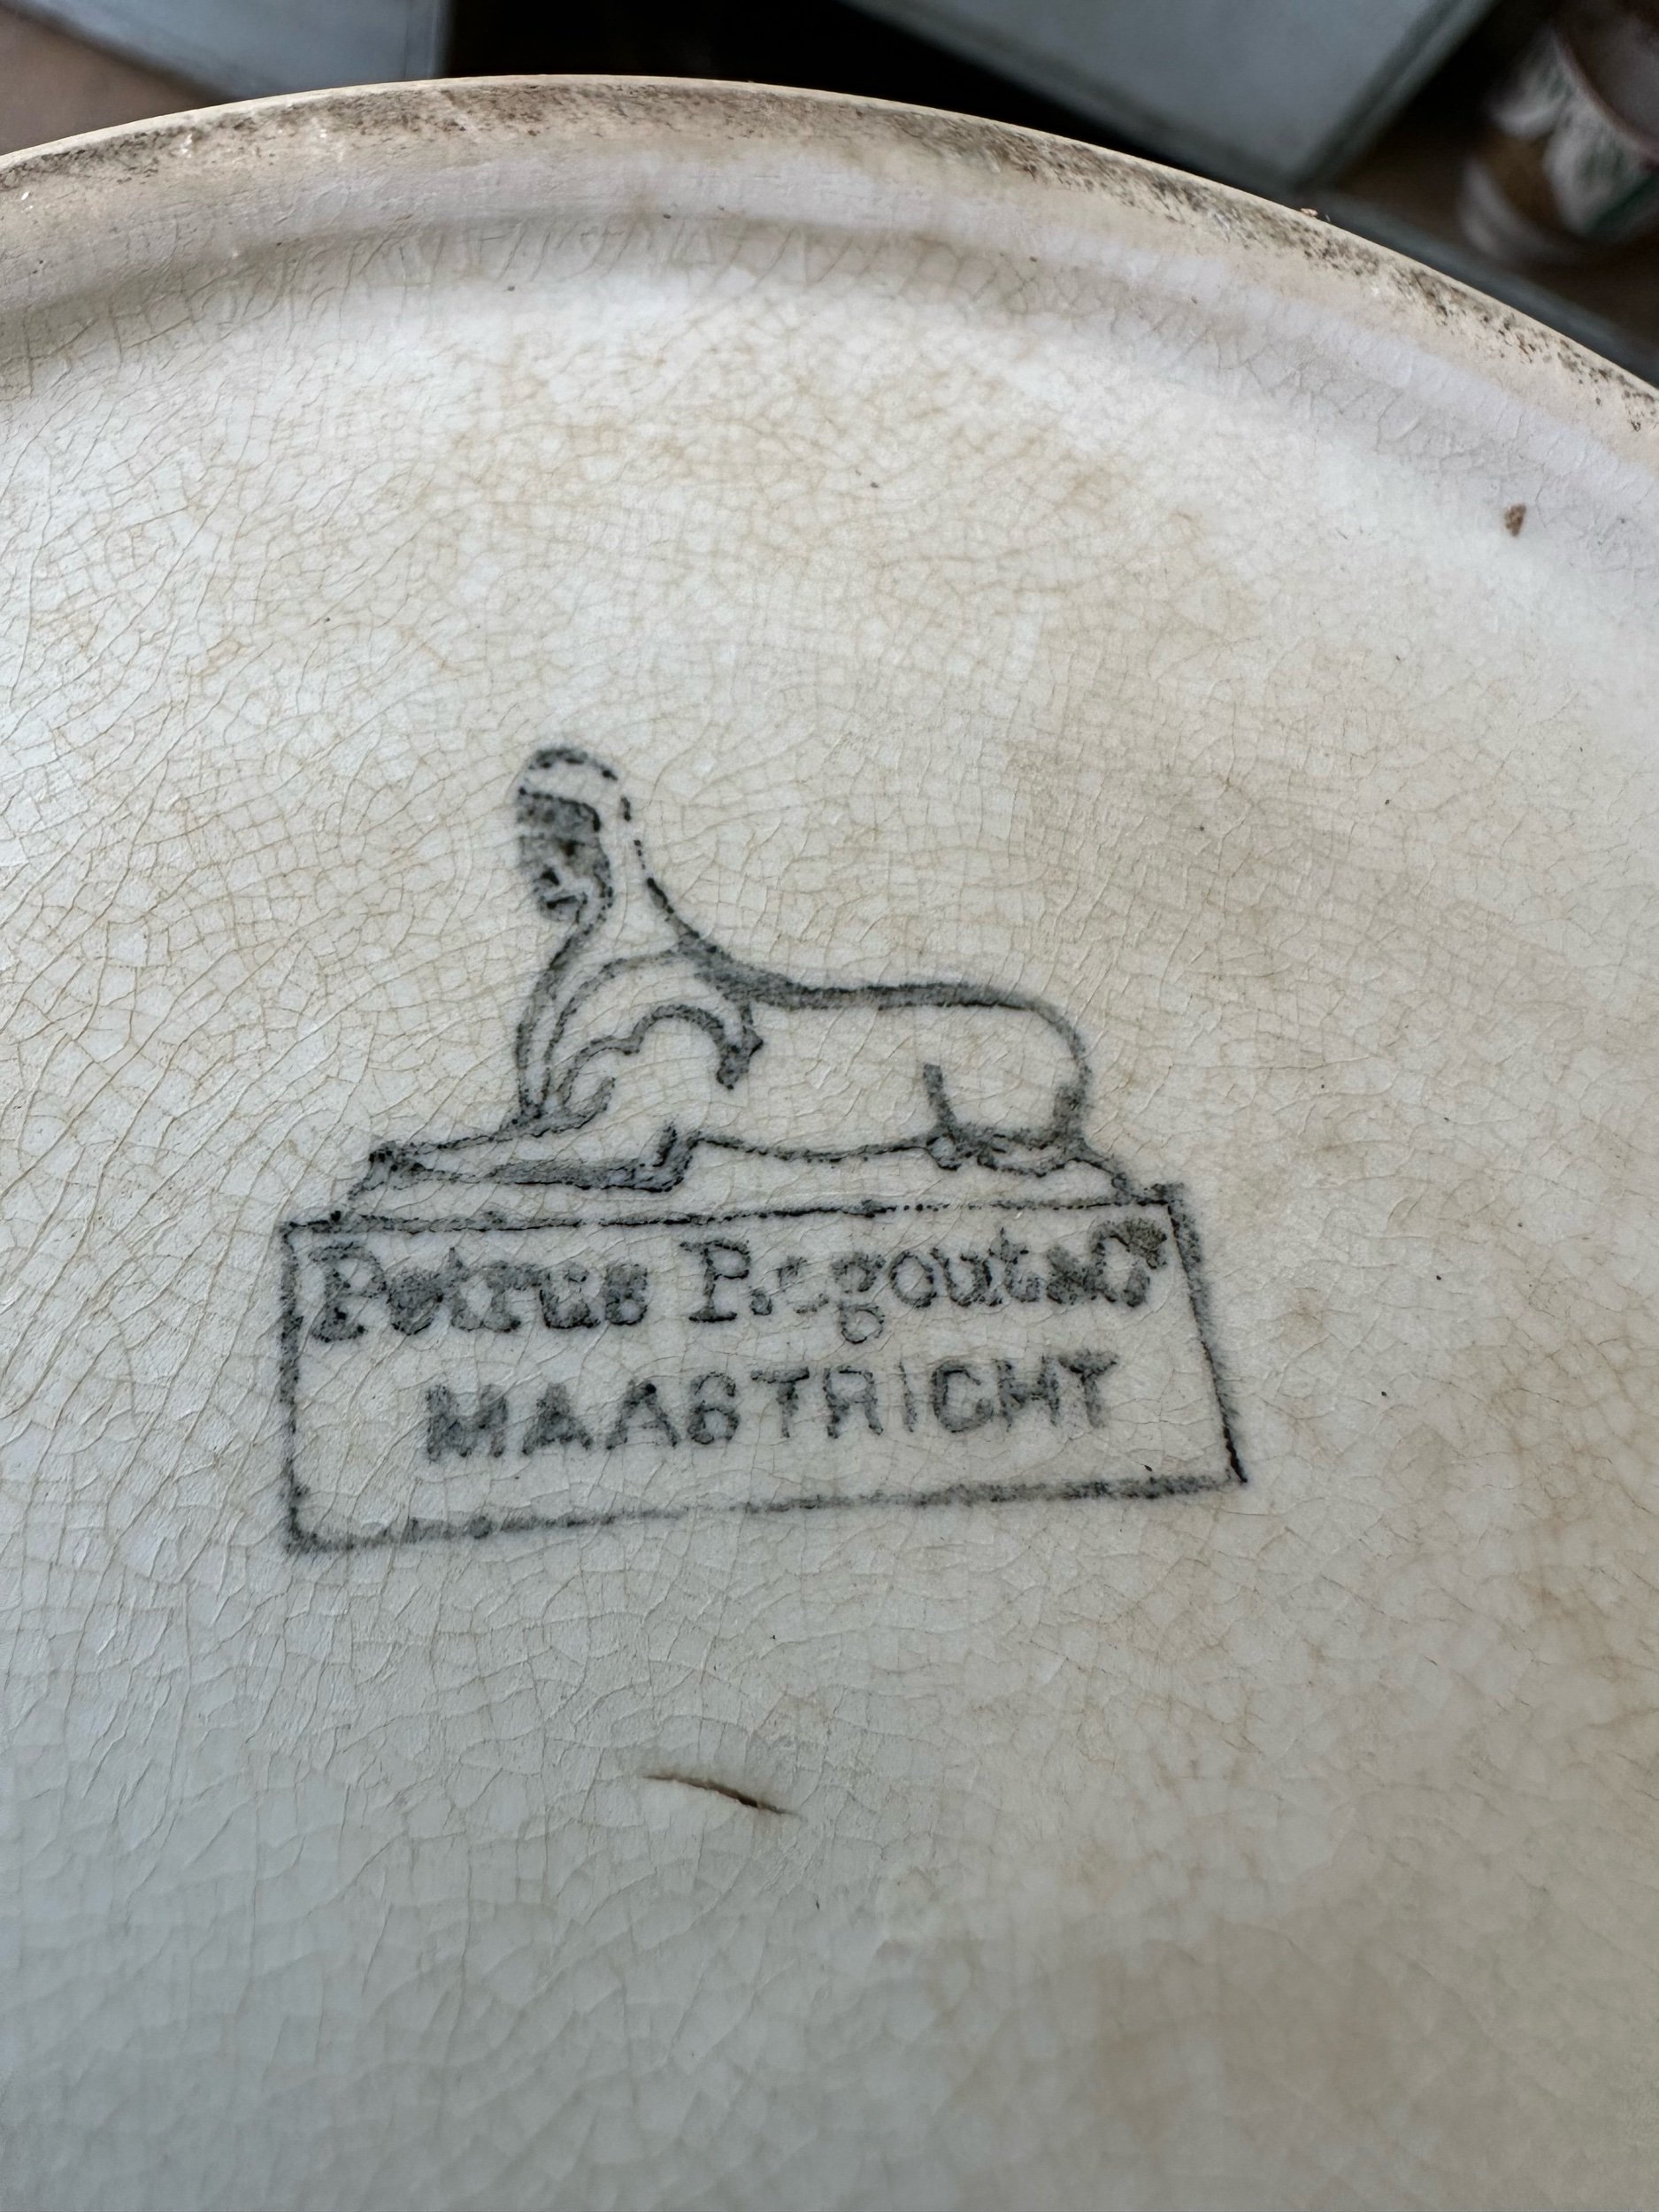 Petrus Regout & Co
MAASTRICHT